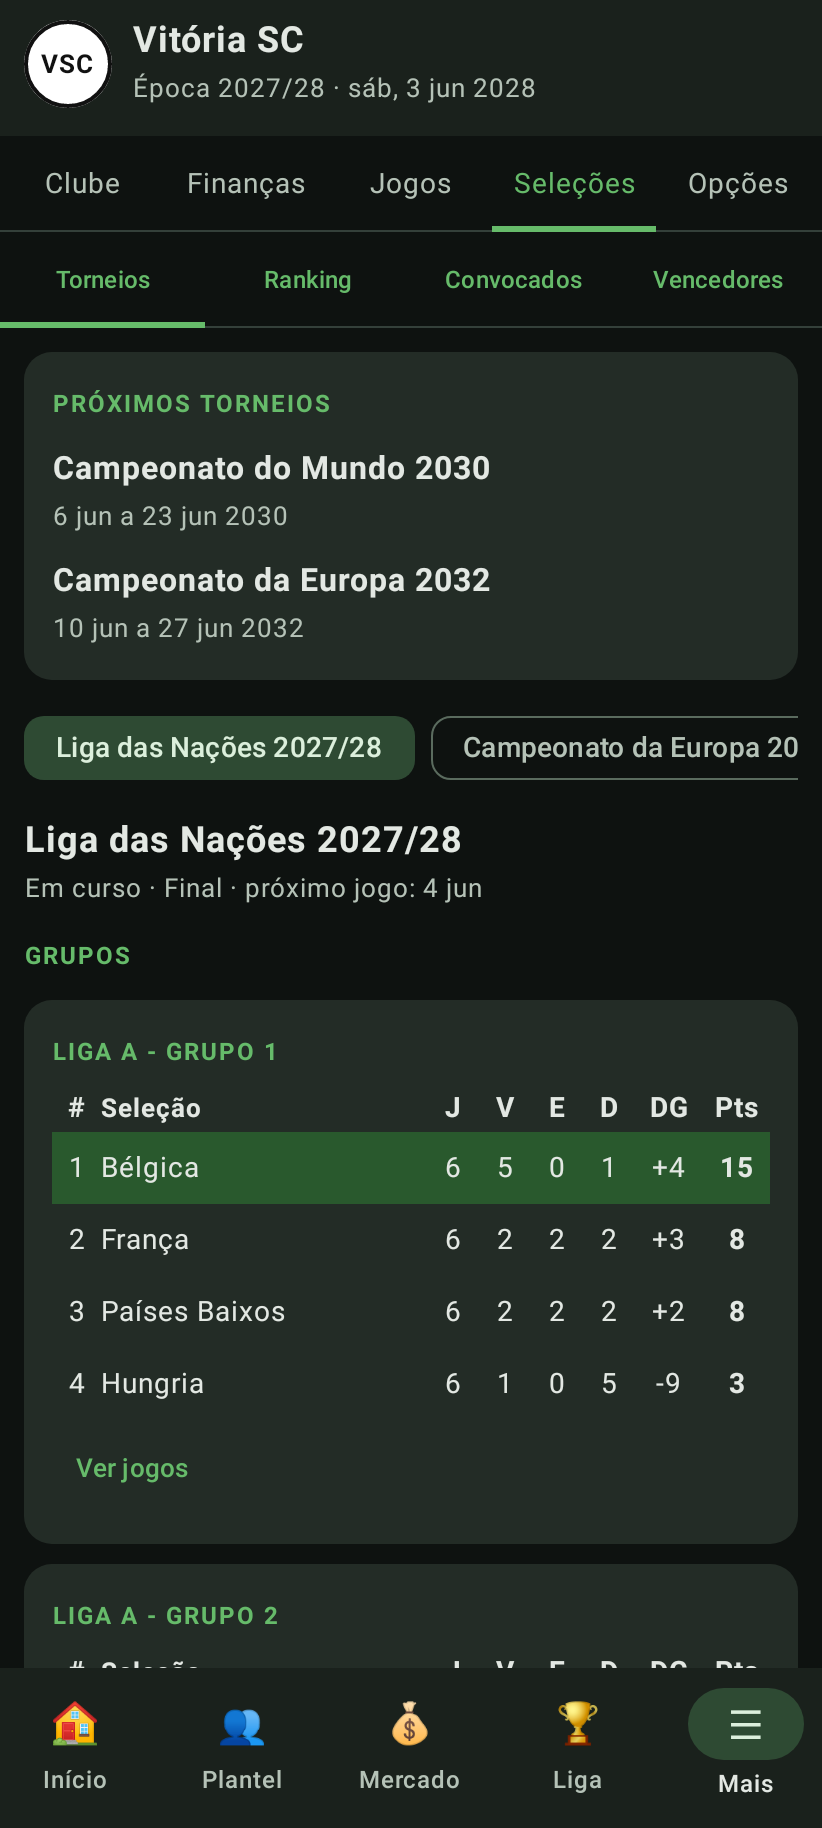 VSC
Vitória SC
Época 2027/28 · sáb, 3 jun 2028
Clube Finanças Jogos Seleções Opções
Torneios Ranking Convocados Vencedores
PRÓXIMOS TORNEIOS
Campeonato do Mundo 2030
6 jun a 23 jun 2030
Campeonato da Europa 2032
10 jun a 27 jun 2032
Liga das Nações 2027/28 Campeonato da Europa 20
Liga das Nações 2027/28
Em curso · Final · próximo jogo: 4 jun
GRUPOS
LIGA A - GRUPO 1
# Seleção J V E D DG Pts
1 Bélgica 6 5 0 1 +4 15
2 França 6 2 2 2 +3 8
3 Países Baixos 6 2 2 2 +2 8
4 Hungria 6 1 0 5 -9 3
Ver jogos
LIGA A - GRUPO 2
# Seleção J V E D DG Pts
Início Plantel Mercado Liga Mais